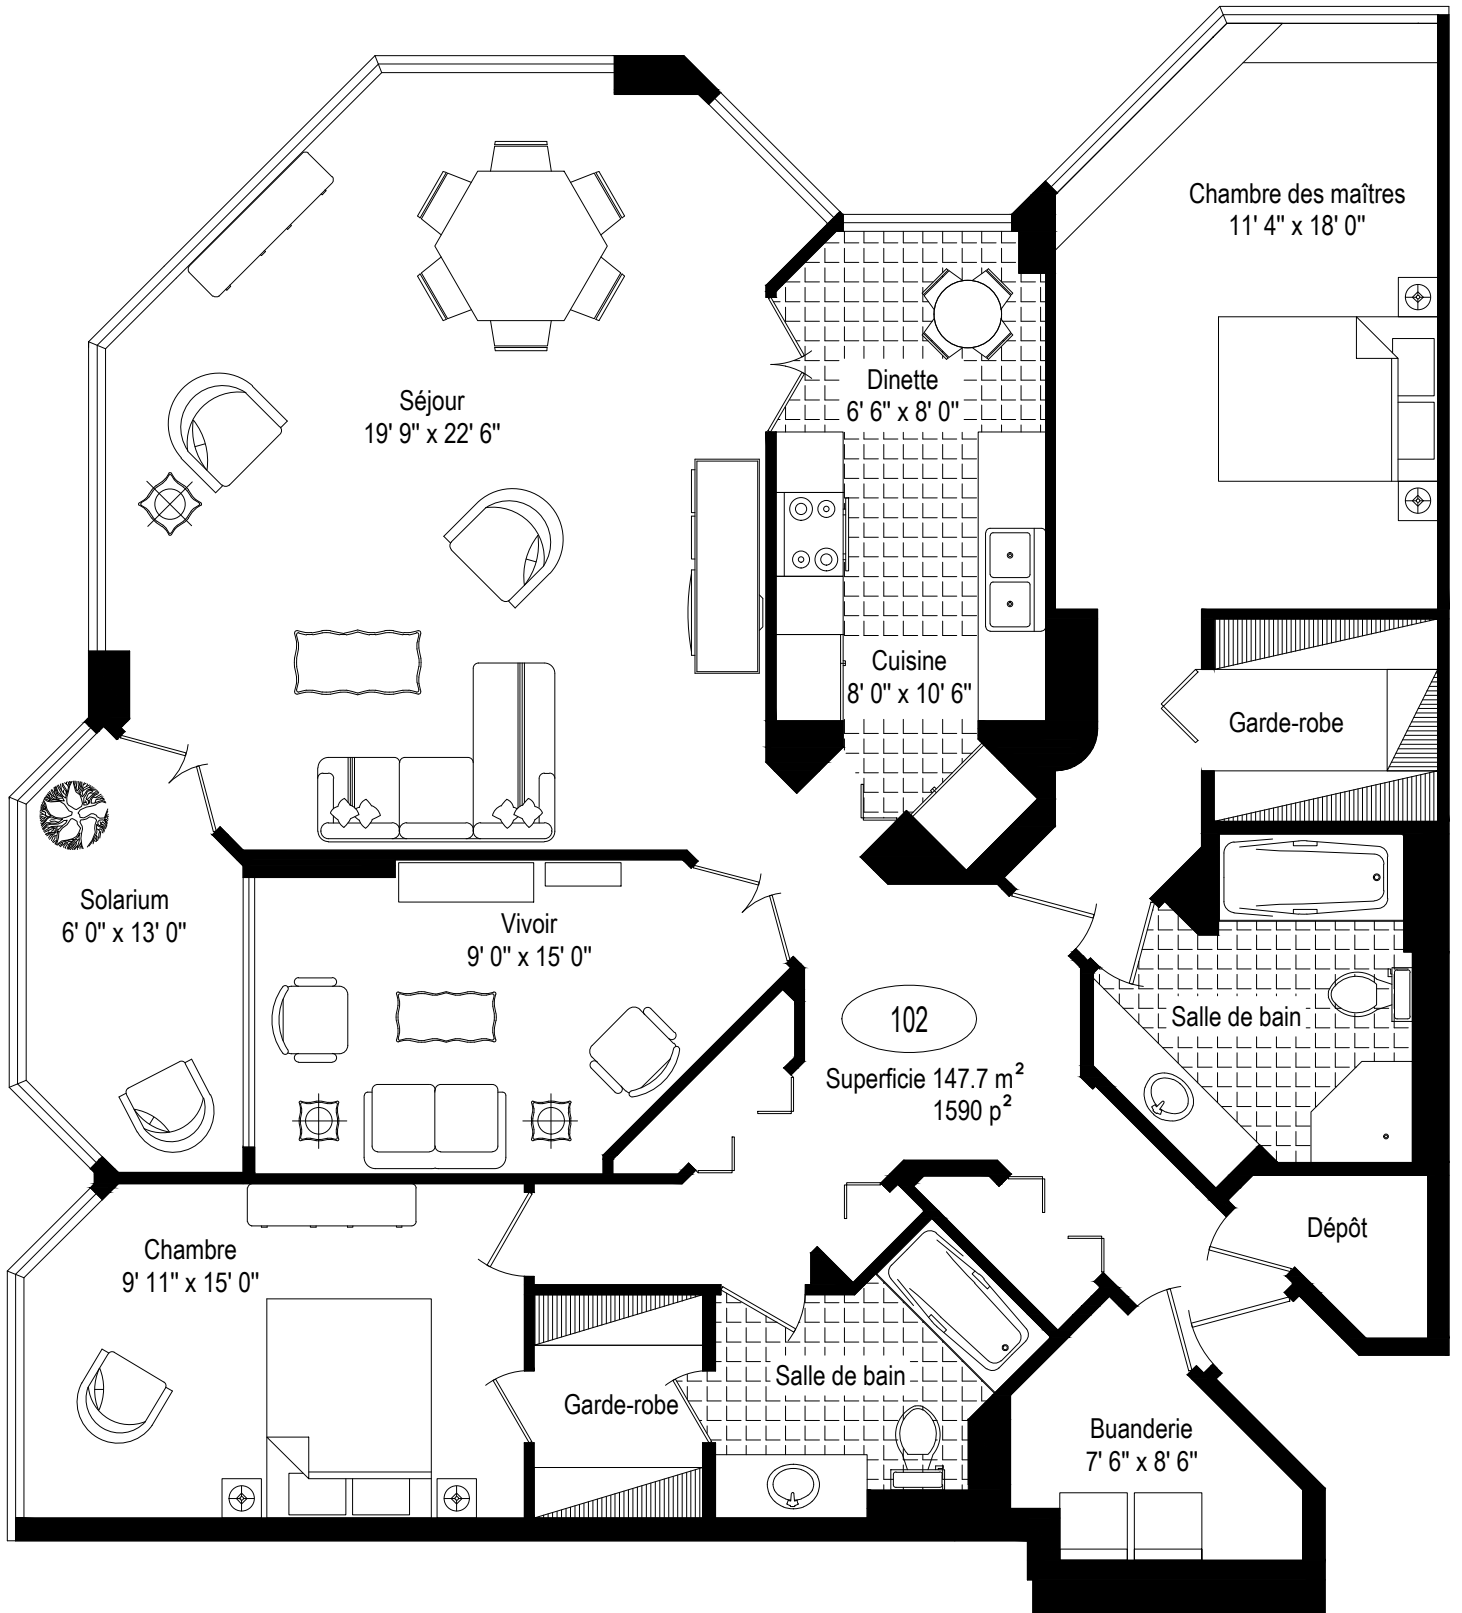 Chambre des maîtres
11' 4" x 18' 0"
Dinette
6' 6" x 8' 0"
Séjour
19' 9" x 22' 6"
Cuisine
8' 0" x 10' 6"
Garde-robe
Solarium
6' 0" x 13' 0"
Vivoir
9' 0" x 15' 0"
102
Salle de bain
Superficie 147.7 m²
1590 p²
Dépôt
Chambre
9' 11" x 15' 0"
Salle de bain
Garde-robe
Buanderie
7' 6" x 8' 6"